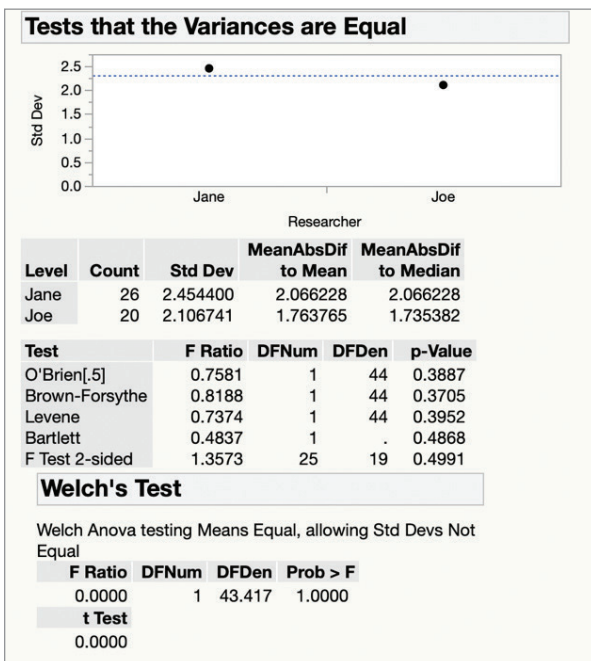 Tests that the Variances are Equal
2.5
2.0
1.5
1.0
0.5
0.0
Std Dev
Jane Joe
Researcher
MeanAbsDif MeanAbsDif
Level Count Std Dev to Mean to Median
Jane 26 2.454400 2.066228 2.066228
Joe 20 2.106741 1.763765 1.735382
Test F Ratio DFNum DFDen p-Value
O'Brien[.5] 0.7581 1 44 0.3887
Brown-Forsythe 0.8188 1 44 0.3705
Levene 0.7374 1 44 0.3952
Bartlett 0.4837 1 . 0.4868
F Test 2-sided 1.3573 25 19 0.4991
Welch's Test
Welch Anova testing Means Equal, allowing Std Devs Not
Equal
F Ratio DFNum DFDen Prob > F
0.0000 1 43.417 1.0000
t Test
0.0000